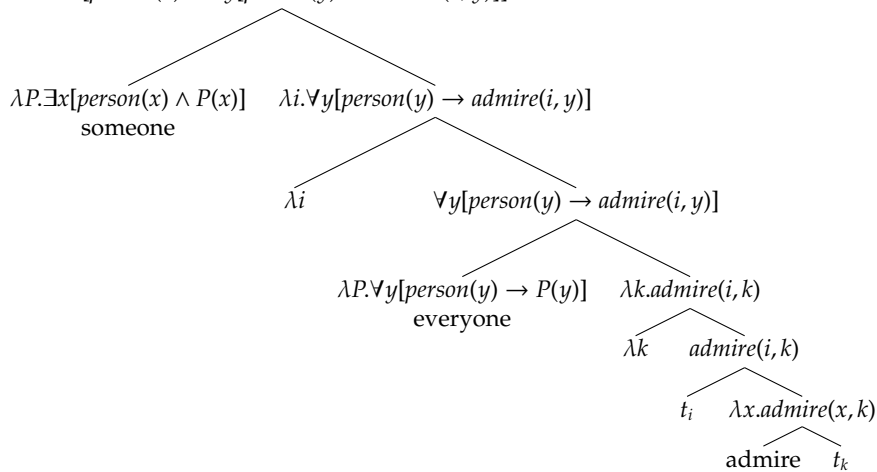 λP.∃x[person(x) ∧ P(x)] λi.∀y[person(y) → admire(i, y)]
someone
λi ∀y[person(y) → admire(i, y)]
λP.∀y[person(y) → P(y)] λk.admire(i, k)
everyone
λk admire(i, k)
t_i λx.admire(x, k)
admire t_k